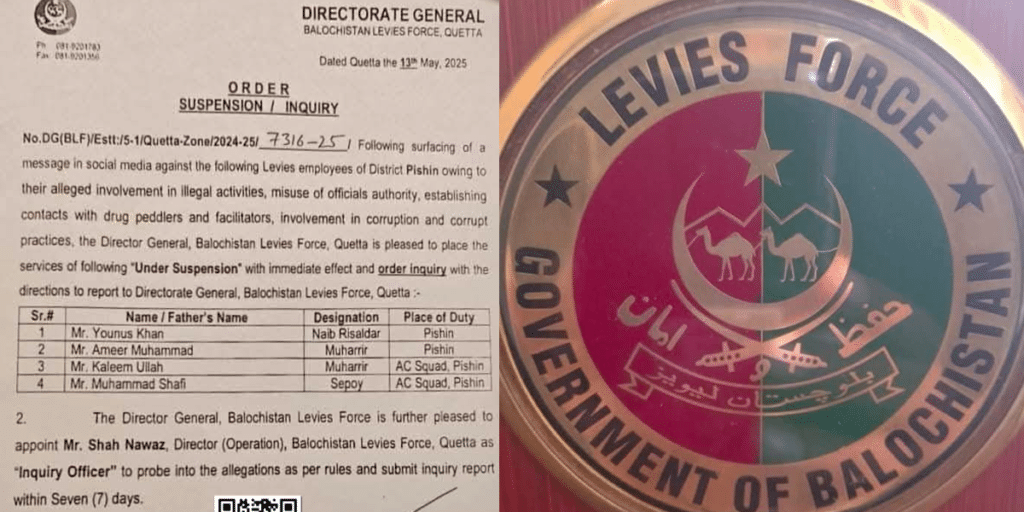 DIRECTORATE GENERAL
BALOCHISTAN LEVIES FORCE, QUETTA
Ph: 081-9201783
Fax: 081-9201356
Dated Quetta the 13th May, 2025
ORDER
SUSPENSION / INQUIRY
No.DG(BLF)/Estt:/5-1/Quetta-Zone/2024-25/ 7316-25 / Following surfacing of a
message in social media against the following Levies employees of District Pishin owing to
their alleged involvement in illegal activities, misuse of officials authority, establishing
contacts with drug peddlers and facilitators, involvement in corruption and corrupt
practices, the Director General, Balochistan Levies Force, Quetta is pleased to place the
services of following "Under Suspension" with immediate effect and order inquiry with the
directions to report to Directorate General, Balochistan Levies Force, Quetta :-
Sr.# Name / Father's Name Designation Place of Duty
1 Mr. Younus Khan Naib Risaldar Pishin
2 Mr. Ameer Muhammad Muharrir Pishin
3 Mr. Kaleem Ullah Muharrir AC Squad, Pishin
4 Mr. Muhammad Shafi Sepoy AC Squad, Pishin
2. The Director General, Balochistan Levies Force is further pleased to
appoint Mr. Shah Nawaz, Director (Operation), Balochistan Levies Force, Quetta as
"Inquiry Officer" to probe into the allegations as per rules and submit inquiry report
within Seven (7) days.
LEVIES FORCE
حفظ و امان
بلوچستان لیویز
GOVERNMENT OF BALOCHISTAN